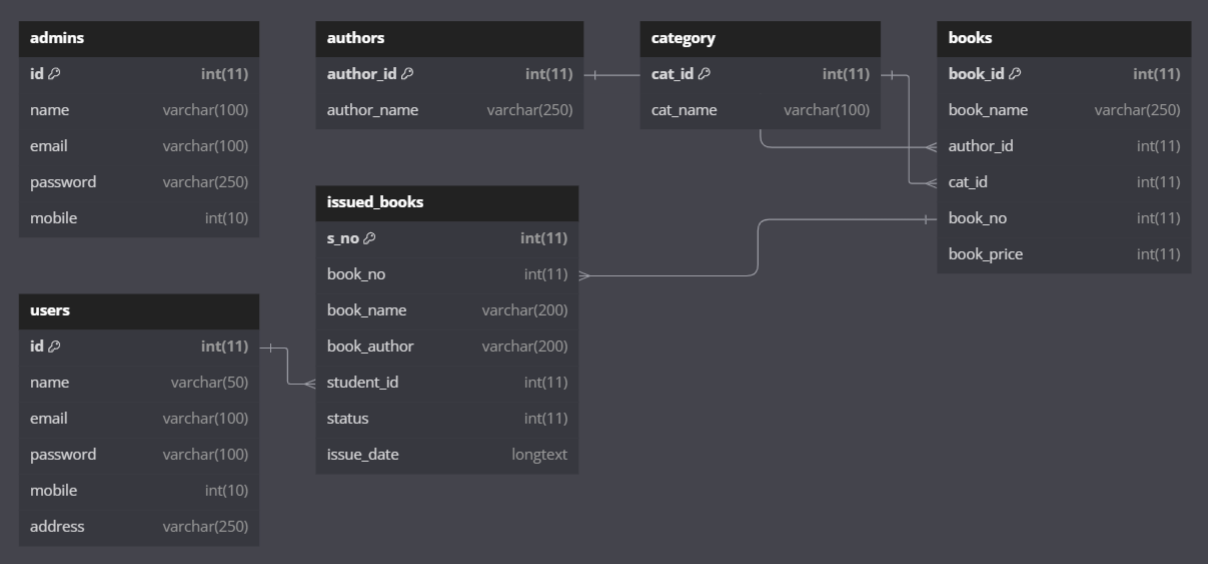 admins
id int(11)
name varchar(100)
email varchar(100)
password varchar(250)
mobile int(10)
authors
author_id int(11)
author_name varchar(250)
category
cat_id int(11)
cat_name varchar(100)
books
book_id int(11)
book_name varchar(250)
author_id int(11)
cat_id int(11)
book_no int(11)
book_price int(11)
issued_books
s_no int(11)
book_no int(11)
book_name varchar(200)
book_author varchar(200)
student_id int(11)
status int(11)
issue_date longtext
users
id int(11)
name varchar(50)
email varchar(100)
password varchar(100)
mobile int(10)
address varchar(250)